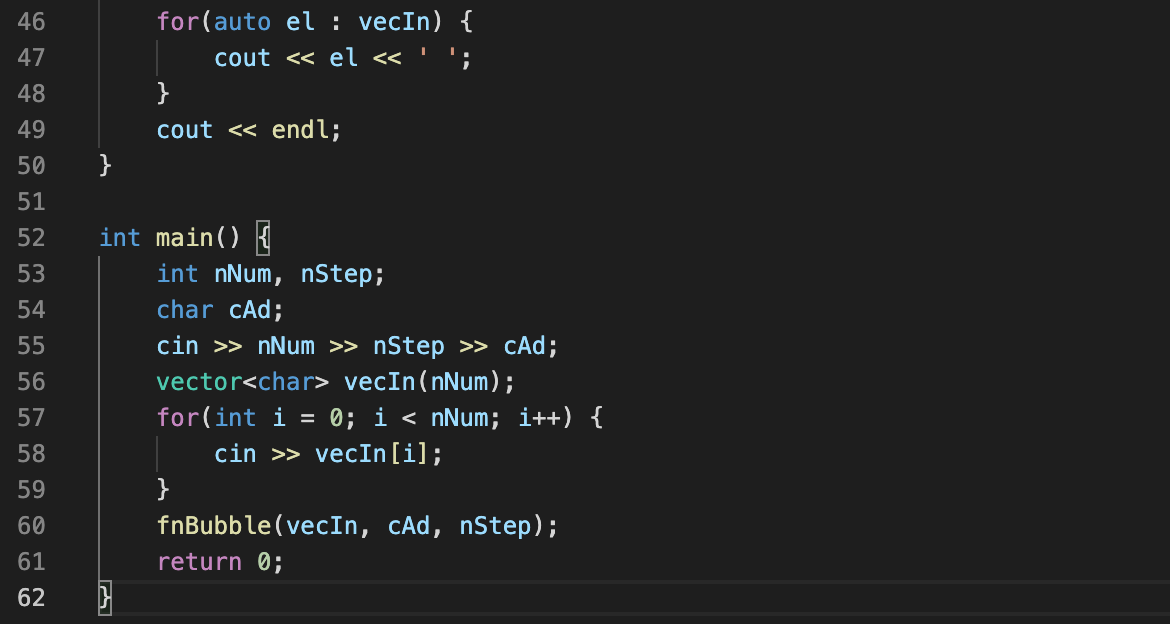 46 for(auto el : vecIn) {
47 cout << el << ' ';
48 }
49 cout << endl;
50 }
51
52 int main() {
53 int nNum, nStep;
54 char cAd;
55 cin >> nNum >> nStep >> cAd;
56 vector<char> vecIn(nNum);
57 for(int i = 0; i < nNum; i++) {
58 cin >> vecIn[i];
59 }
60 fnBubble(vecIn, cAd, nStep);
61 return 0;
62 }